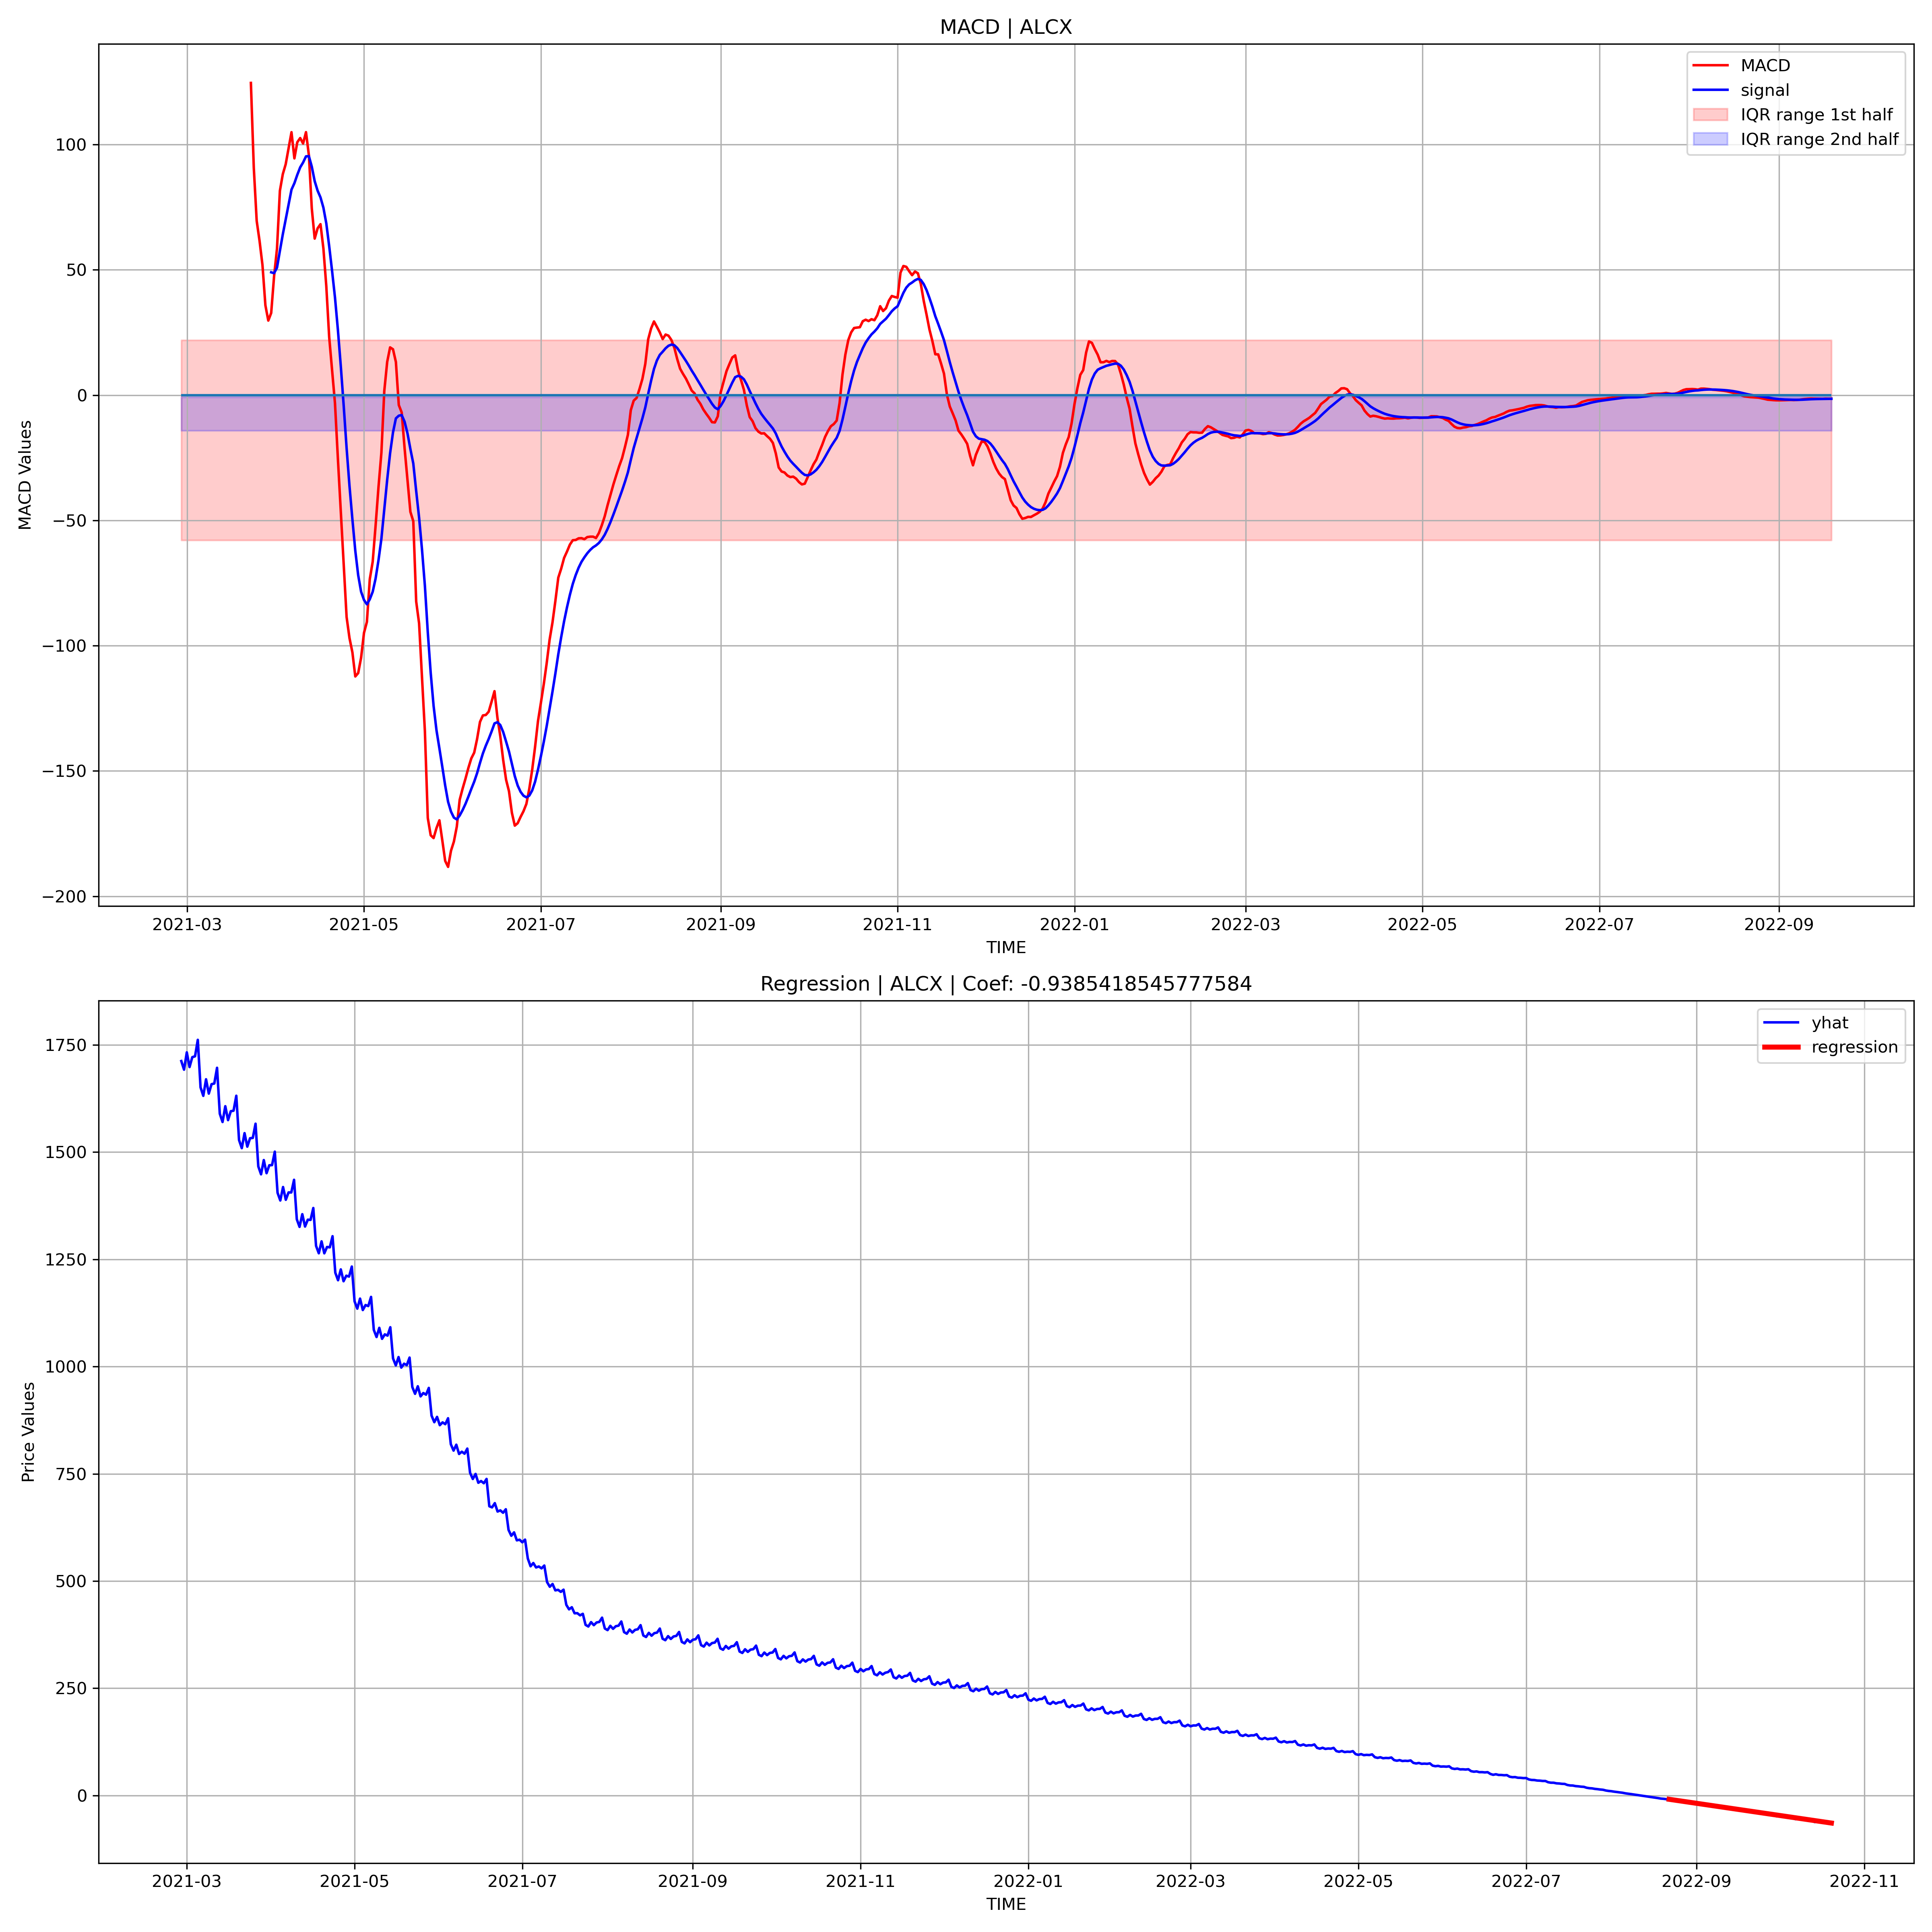 MACD | ALCX
MACD
signal
IQR range 1st half
IQR range 2nd half
100
50
0
−50
−100
−150
−200
MACD Values
2021-03 2021-05 2021-07 2021-09 2021-11 2022-01 2022-03 2022-05 2022-07 2022-09
TIME
Regression | ALCX | Coef: -0.9385418545777584
yhat
regression
1750
1500
1250
1000
750
500
250
0
Price Values
2021-03 2021-05 2021-07 2021-09 2021-11 2022-01 2022-03 2022-05 2022-07 2022-09 2022-11
TIME